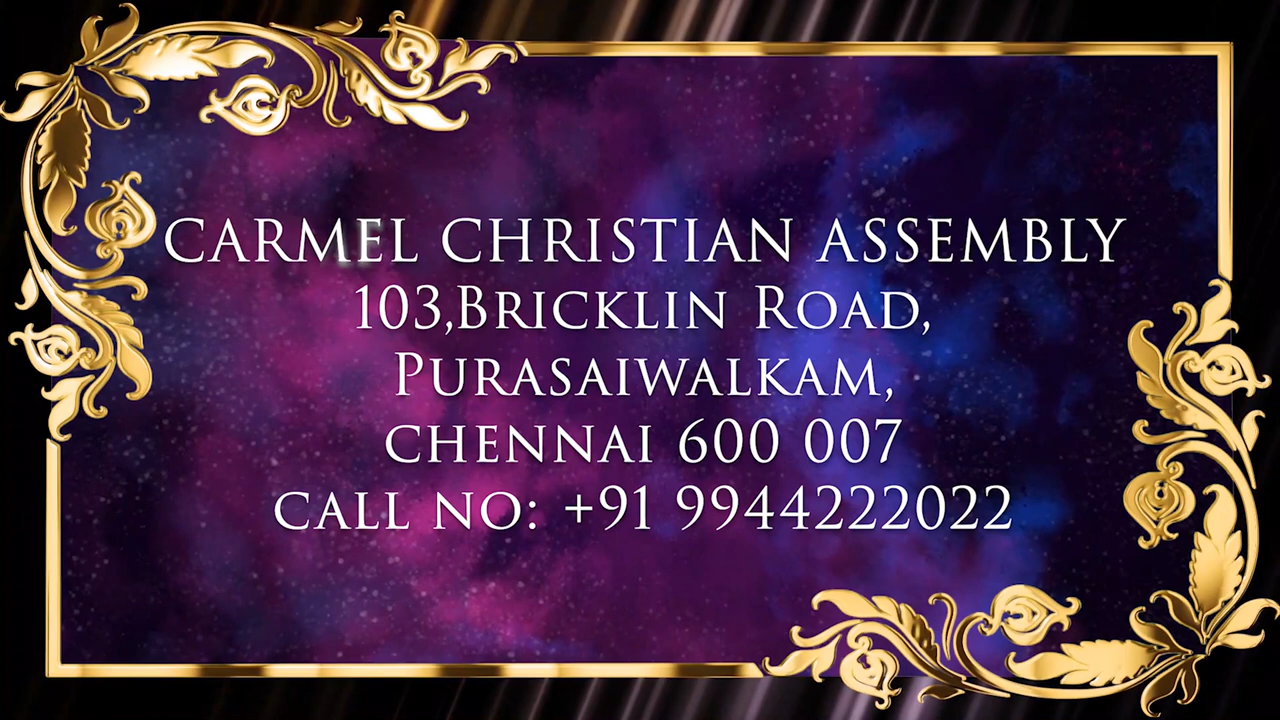 CARMEL CHRISTIAN ASSEMBLY
103,Bricklin Road,
Purasaiwalkam,
chennai 600 007
call no: +91 9944222022